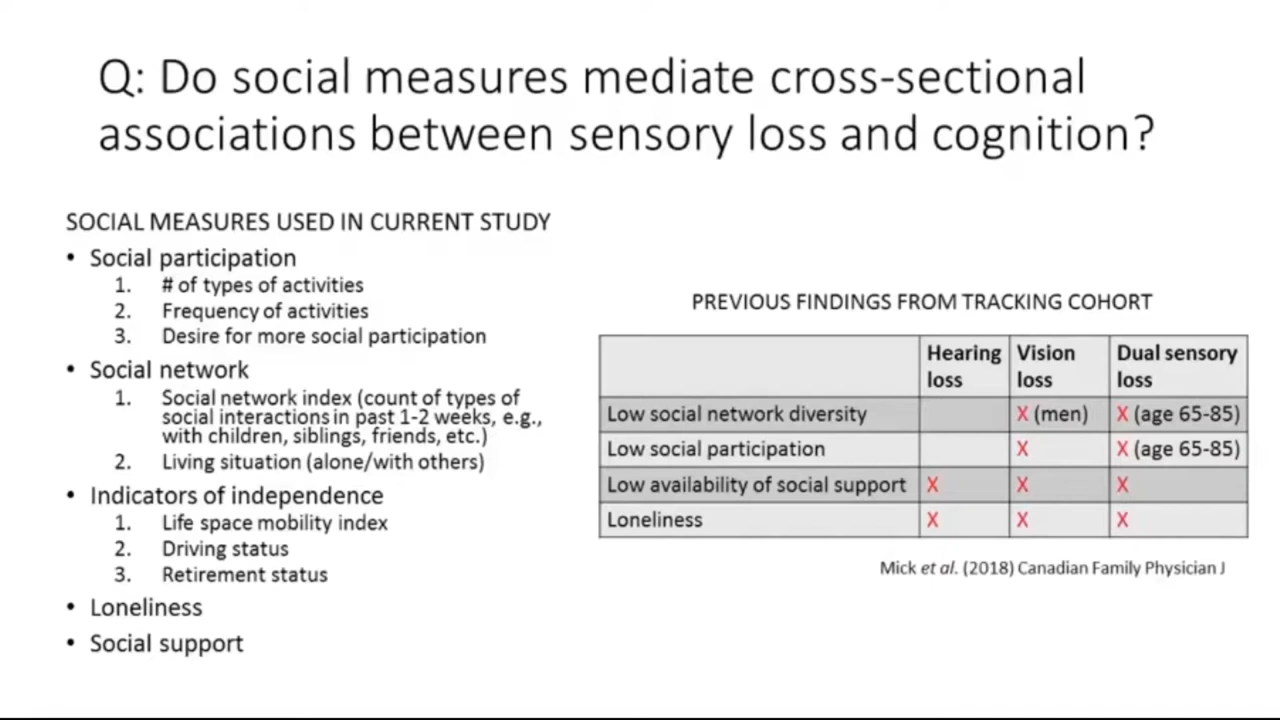 Q: Do social measures mediate cross-sectional
associations between sensory loss and cognition?
SOCIAL MEASURES USED IN CURRENT STUDY
• Social participation
1. # of types of activities
2. Frequency of activities
3. Desire for more social participation
• Social network
1. Social network index (count of types of
social interactions in past 1-2 weeks, e.g.,
with children, siblings, friends, etc.)
2. Living situation (alone/with others)
• Indicators of independence
1. Life space mobility index
2. Driving status
3. Retirement status
• Loneliness
• Social support
PREVIOUS FINDINGS FROM TRACKING COHORT
Hearing loss Vision loss Dual sensory loss
Low social network diversity X (men) X (age 65-85)
Low social participation X X (age 65-85)
Low availability of social support X X X
Loneliness X X X
Mick et al. (2018) Canadian Family Physician J